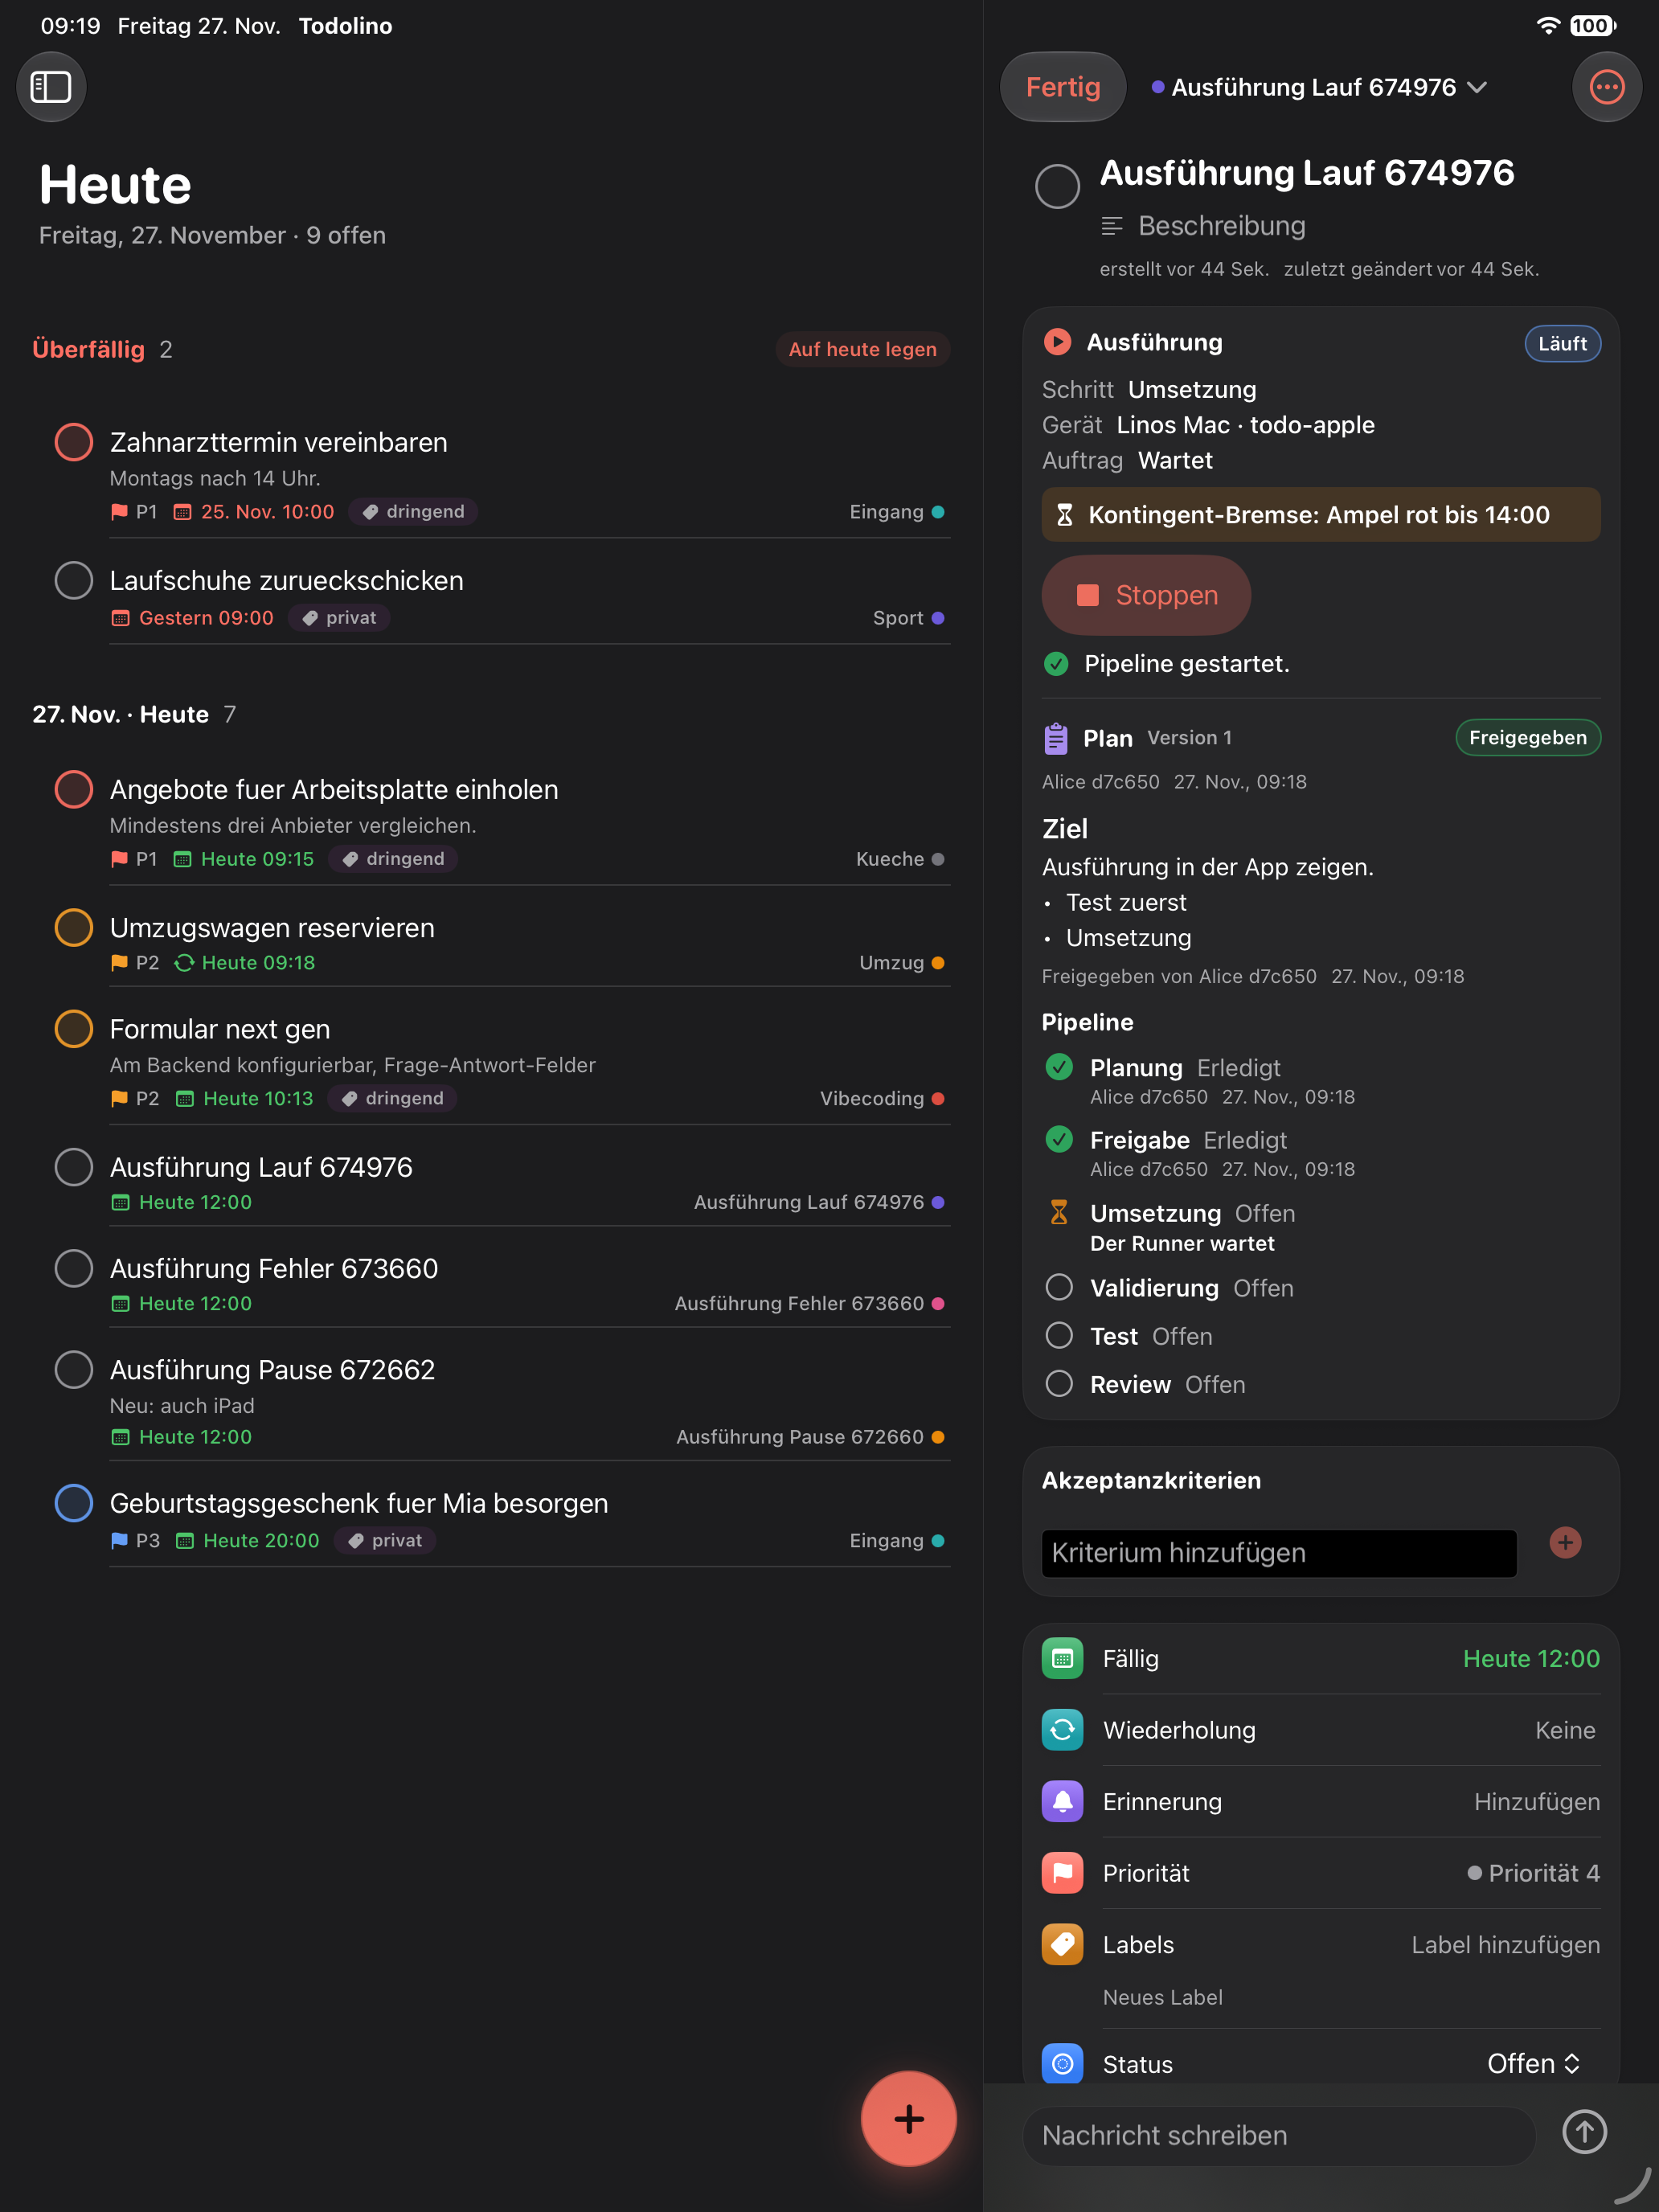 09:19 Freitag 27. Nov. Todolino
100
Heute
Freitag, 27. November · 9 offen
Überfällig 2
Auf heute legen
Zahnarzttermin vereinbaren
Montags nach 14 Uhr.
P1 25. Nov. 10:00 dringend Eingang
Laufschuhe zurueckschicken
Gestern 09:00 privat Sport
27. Nov. · Heute 7
Angebote fuer Arbeitsplatte einholen
Mindestens drei Anbieter vergleichen.
P1 Heute 09:15 dringend Kueche
Umzugswagen reservieren
P2 Heute 09:18 Umzug
Formular next gen
Am Backend konfigurierbar, Frage-Antwort-Felder
P2 Heute 10:13 dringend Vibecoding
Ausführung Lauf 674976
Heute 12:00 Ausführung Lauf 674976
Ausführung Fehler 673660
Heute 12:00 Ausführung Fehler 673660
Ausführung Pause 672662
Neu: auch iPad
Heute 12:00 Ausführung Pause 672660
Geburtstagsgeschenk fuer Mia besorgen
P3 Heute 20:00 privat Eingang
Fertig
Ausführung Lauf 674976
Ausführung Lauf 674976
Beschreibung
erstellt vor 44 Sek. zuletzt geändert vor 44 Sek.
Ausführung Läuft
Schritt Umsetzung
Gerät Linos Mac · todo-apple
Auftrag Wartet
Kontingent-Bremse: Ampel rot bis 14:00
Stoppen
Pipeline gestartet.
Plan Version 1 Freigegeben
Alice d7c650 27. Nov., 09:18
Ziel
Ausführung in der App zeigen.
• Test zuerst
• Umsetzung
Freigegeben von Alice d7c650 27. Nov., 09:18
Pipeline
Planung Erledigt
Alice d7c650 27. Nov., 09:18
Freigabe Erledigt
Alice d7c650 27. Nov., 09:18
Umsetzung Offen
Der Runner wartet
Validierung Offen
Test Offen
Review Offen
Akzeptanzkriterien
Kriterium hinzufügen
Fällig Heute 12:00
Wiederholung Keine
Erinnerung Hinzufügen
Priorität Priorität 4
Labels Label hinzufügen
Neues Label
Status Offen
Nachricht schreiben